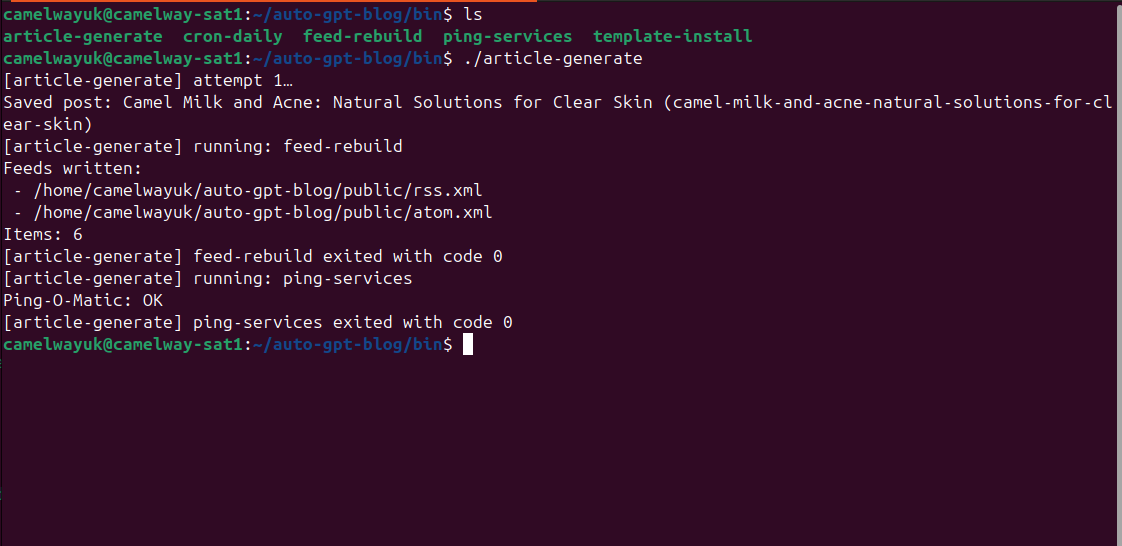 camelwayuk@camelway-sat1:~/auto-gpt-blog/bin$ ls
article-generate  cron-daily  feed-rebuild  ping-services  template-install
camelwayuk@camelway-sat1:~/auto-gpt-blog/bin$ ./article-generate
[article-generate] attempt 1…
Saved post: Camel Milk and Acne: Natural Solutions for Clear Skin (camel-milk-and-acne-natural-solutions-for-cl
ear-skin)
[article-generate] running: feed-rebuild
Feeds written:
 - /home/camelwayuk/auto-gpt-blog/public/rss.xml
 - /home/camelwayuk/auto-gpt-blog/public/atom.xml
Items: 6
[article-generate] feed-rebuild exited with code 0
[article-generate] running: ping-services
Ping-O-Matic: OK
[article-generate] ping-services exited with code 0
camelwayuk@camelway-sat1:~/auto-gpt-blog/bin$